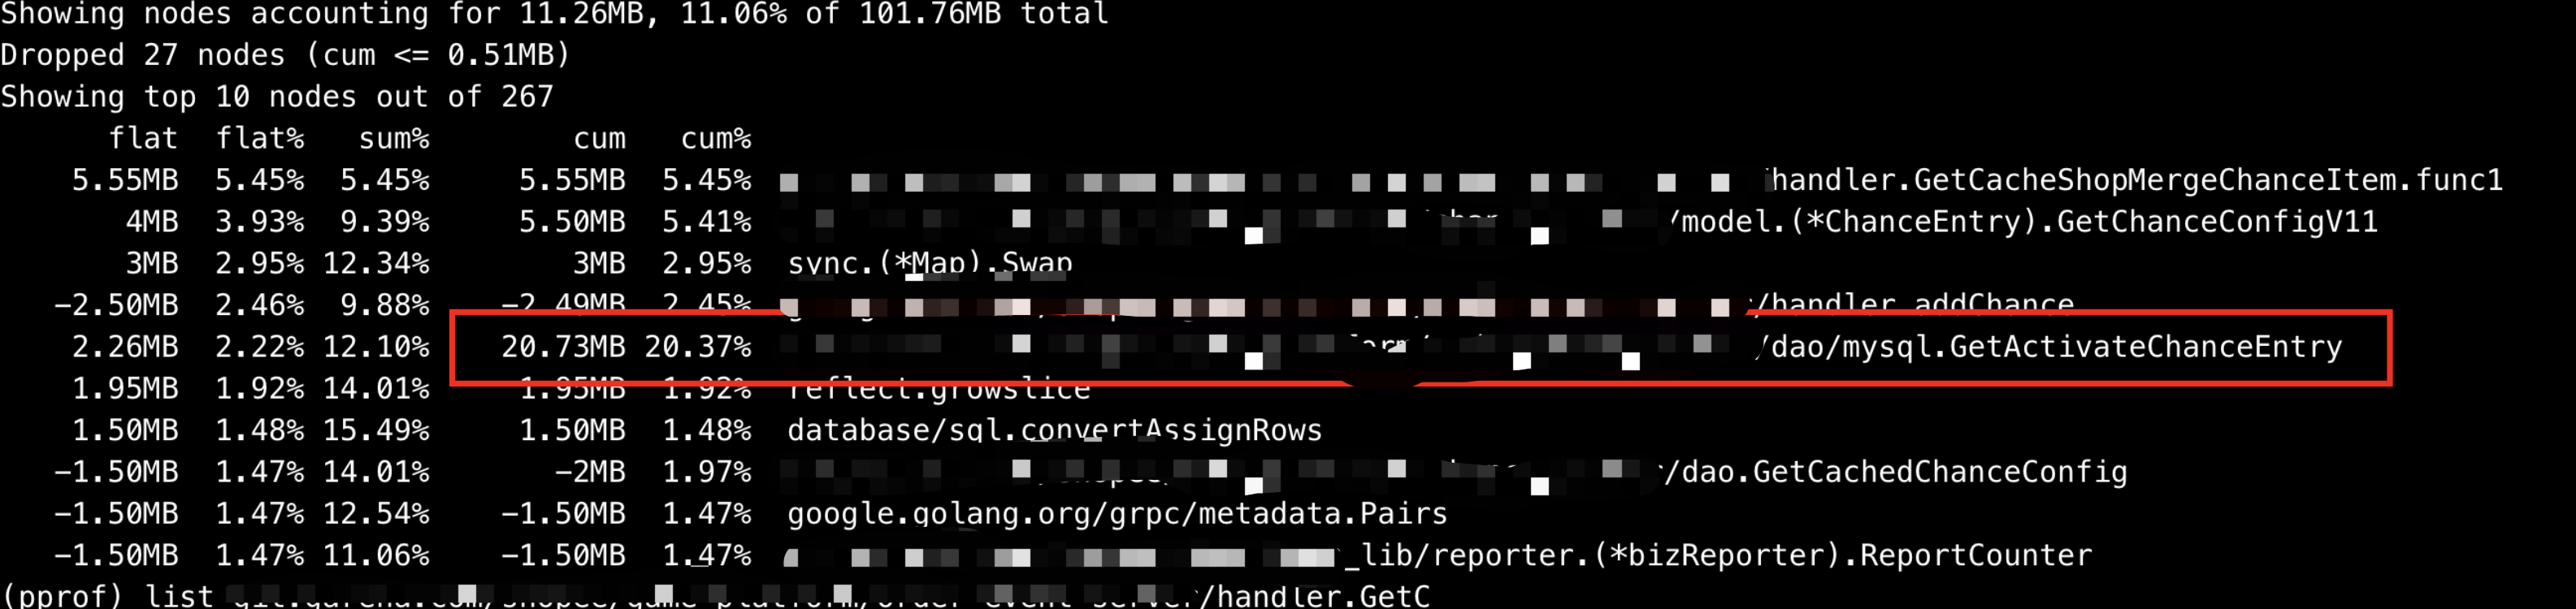 Showing nodes accounting for 11.26MB, 11.06% of 101.76MB total
Dropped 27 nodes (cum <= 0.51MB)
Showing top 10 nodes out of 267
flat flat% sum% cum cum%
5.55MB 5.45% 5.45% 5.55MB 5.45% /handler.GetCacheShopMergeChanceItem.func1
4MB 3.93% 9.39% 5.50MB 5.41% /model.(*ChanceEntry).GetChanceConfigV11
3MB 2.95% 12.34% 3MB 2.95% sync.(*Map).Swap
−2.50MB 2.46% 9.88% −2.49MB 2.45% /handler.addChance
2.26MB 2.22% 12.10% 20.73MB 20.37% /dao/mysql.GetActivateChanceEntry
1.95MB 1.92% 14.01% 1.95MB 1.92% reflect.growslice
1.50MB 1.48% 15.49% 1.50MB 1.48% database/sql.convertAssignRows
−1.50MB 1.47% 14.01% −2MB 1.97% /dao.GetCachedChanceConfig
−1.50MB 1.47% 12.54% −1.50MB 1.47% google.golang.org/grpc/metadata.Pairs
−1.50MB 1.47% 11.06% −1.50MB 1.47% _lib/reporter.(*bizReporter).ReportCounter
(pprof) list /handler.GetC